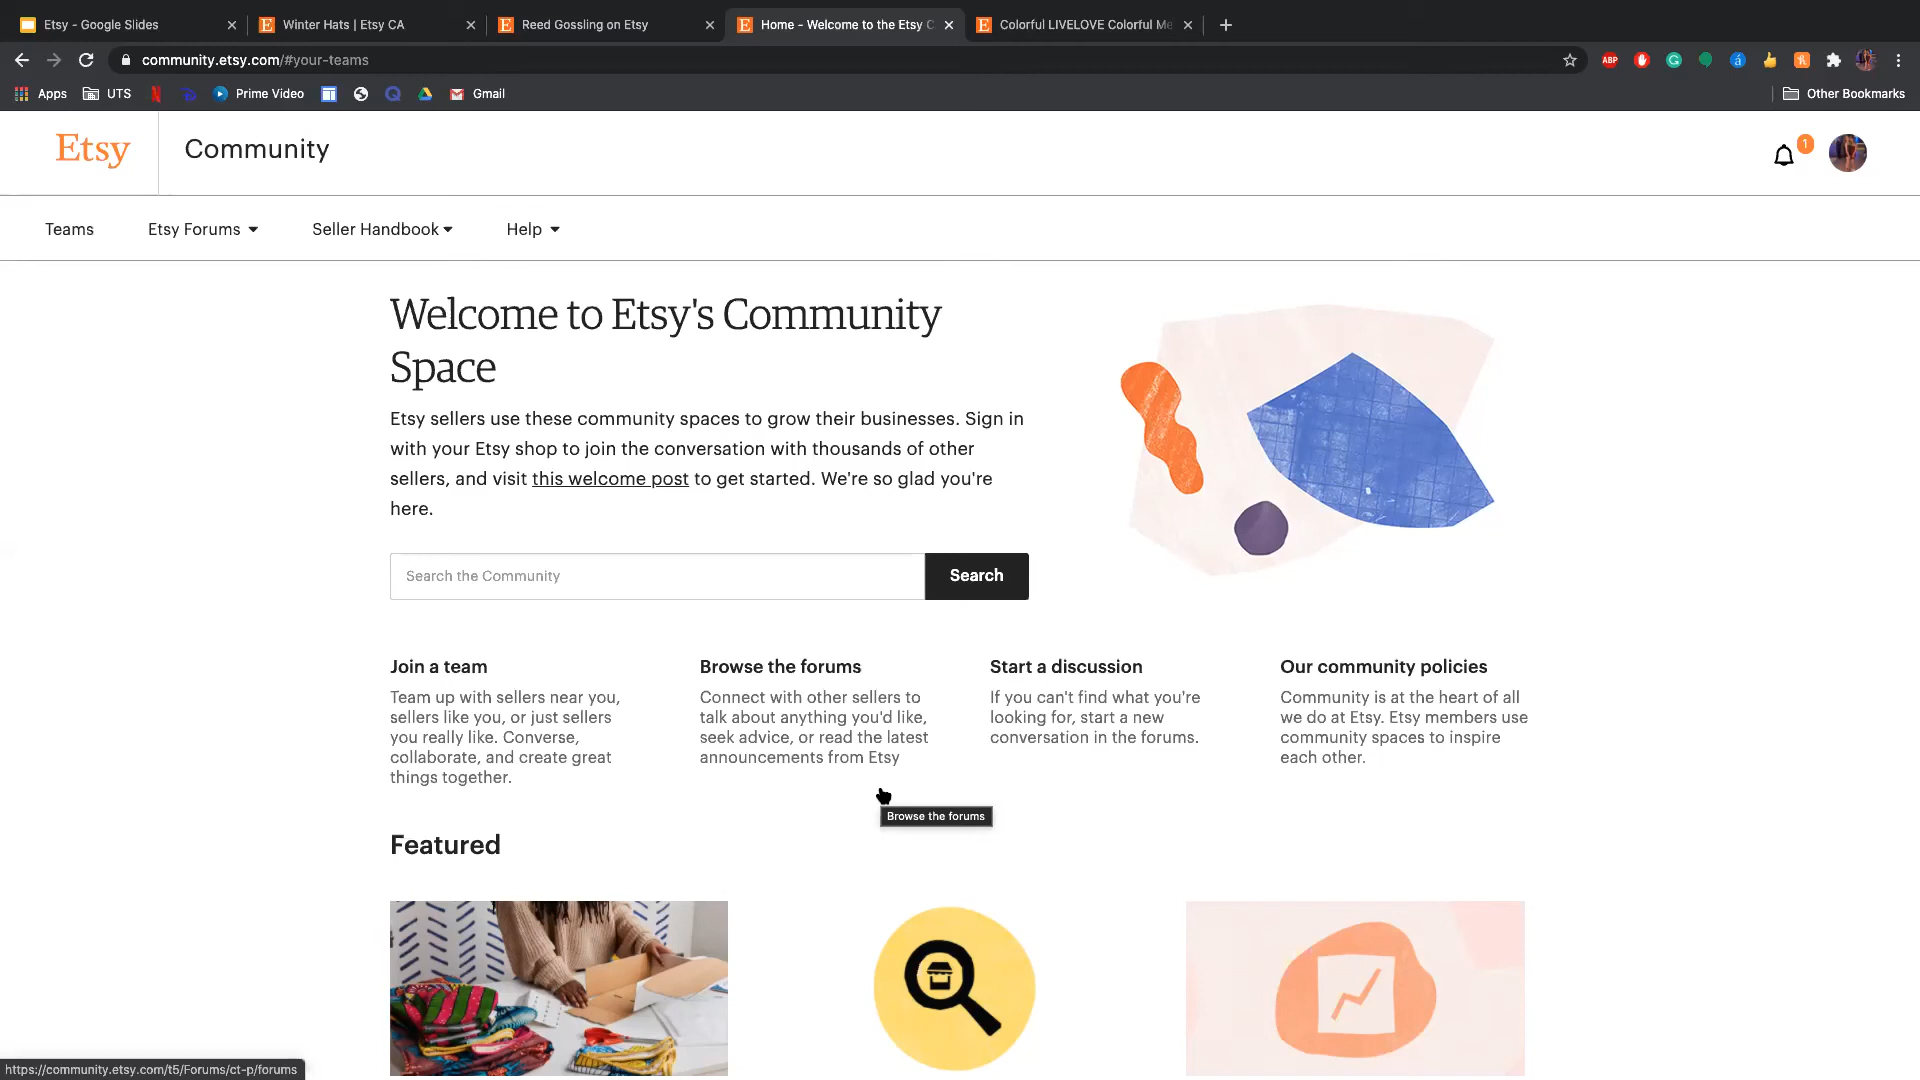 Etsy - Google Slides
Winter Hats | Etsy CA
Reed Gossling on Etsy
Home - Welcome to the Etsy C
Colorful LIVELOVE Colorful Me
community.etsy.com/#your-teams
ABP
Apps
UTS
Prime Video
Gmail
Other Bookmarks
Etsy
Community
1
Teams
Etsy Forums
Seller Handbook
Help
Welcome to Etsy's Community
Space
Etsy sellers use these community spaces to grow their businesses. Sign in
with your Etsy shop to join the conversation with thousands of other
sellers, and visit this welcome post to get started. We're so glad you're
here.
Search the Community
Search
Join a team
Team up with sellers near you,
sellers like you, or just sellers
you really like. Converse,
collaborate, and create great
things together.
Browse the forums
Connect with other sellers to
talk about anything you'd like,
seek advice, or read the latest
announcements from Etsy
Start a discussion
If you can't find what you're
looking for, start a new
conversation in the forums.
Our community policies
Community is at the heart of all
we do at Etsy. Etsy members use
community spaces to inspire
each other.
Browse the forums
Featured
https://community.etsy.com/t5/Forums/ct-p/forums